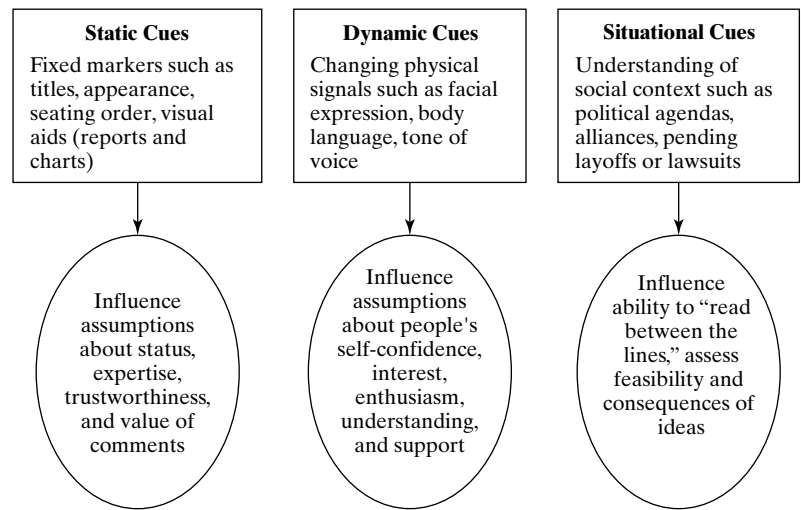 Static Cues
Fixed markers such as
titles, appearance,
seating order, visual
aids (reports and
charts)
Dynamic Cues
Changing physical
signals such as facial
expression, body
language, tone of
voice
Situational Cues
Understanding of
social context such as
political agendas,
alliances, pending
layoffs or lawsuits
Influence
assumptions
about status,
expertise,
trustworthiness,
and value of
comments
Influence
assumptions
about people's
self-confidence,
interest,
enthusiasm,
understanding,
and support
Influence
ability to “read
between the
lines,” assess
feasibility and
consequences of
ideas